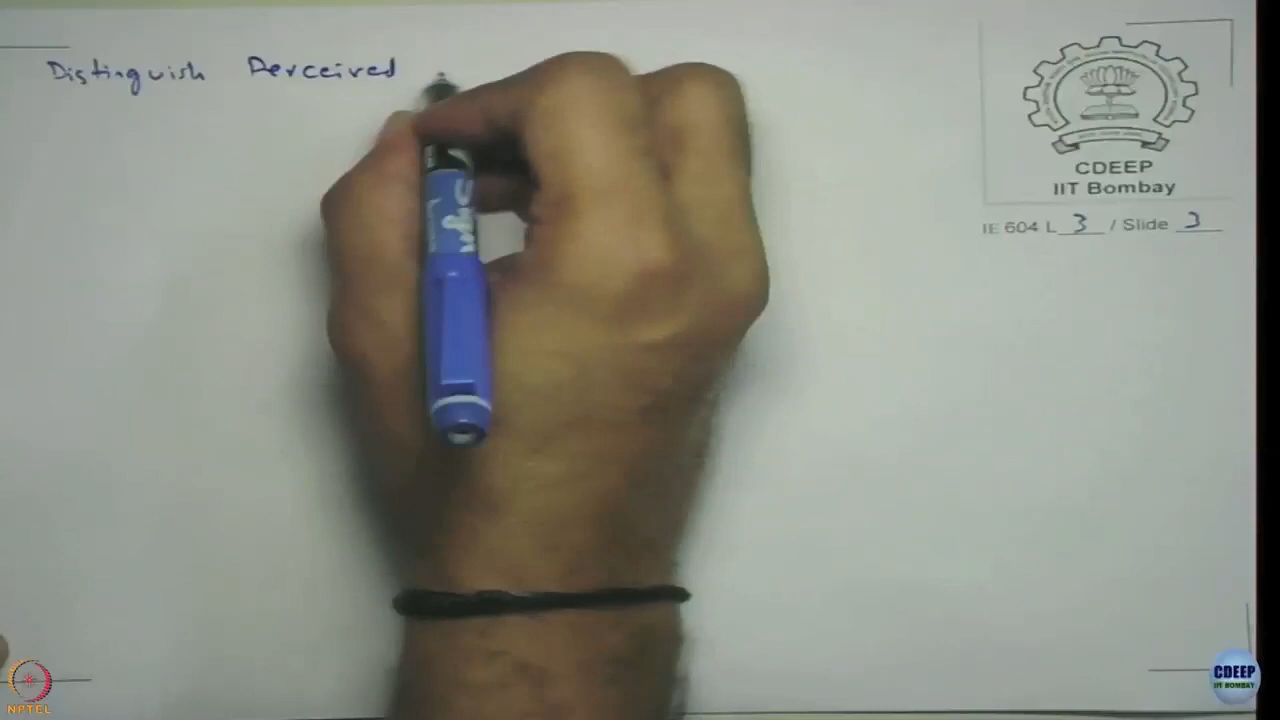 Distinguish Perceived
CDEEP
IIT Bombay
IE 604 L 3 / Slide 3
NPTEL
CDEEP
IIT BOMBAY